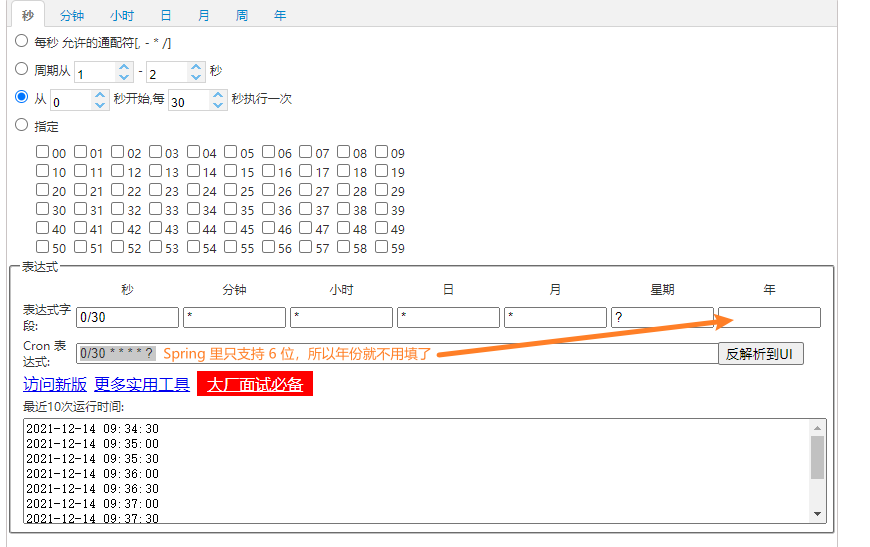 秒 分钟 小时 日 月 周 年
每秒 允许的通配符[, - * /]
周期从 1 - 2 秒
从 0 秒开始,每 30 秒执行一次
指定
00 01 02 03 04 05 06 07 08 09
10 11 12 13 14 15 16 17 18 19
20 21 22 23 24 25 26 27 28 29
30 31 32 33 34 35 36 37 38 39
40 41 42 43 44 45 46 47 48 49
50 51 52 53 54 55 56 57 58 59
表达式
秒 分钟 小时 日 月 星期 年
表达式字段: 0/30 * * * * ?
Cron 表达式: 0/30 * * * * ? Spring 里只支持 6 位，所以年份就不用填了 反解析到UI
访问新版 更多实用工具 大厂面试必备
最近10次运行时间:
2021-12-14 09:34:30
2021-12-14 09:35:00
2021-12-14 09:35:30
2021-12-14 09:36:00
2021-12-14 09:36:30
2021-12-14 09:37:00
2021-12-14 09:37:30